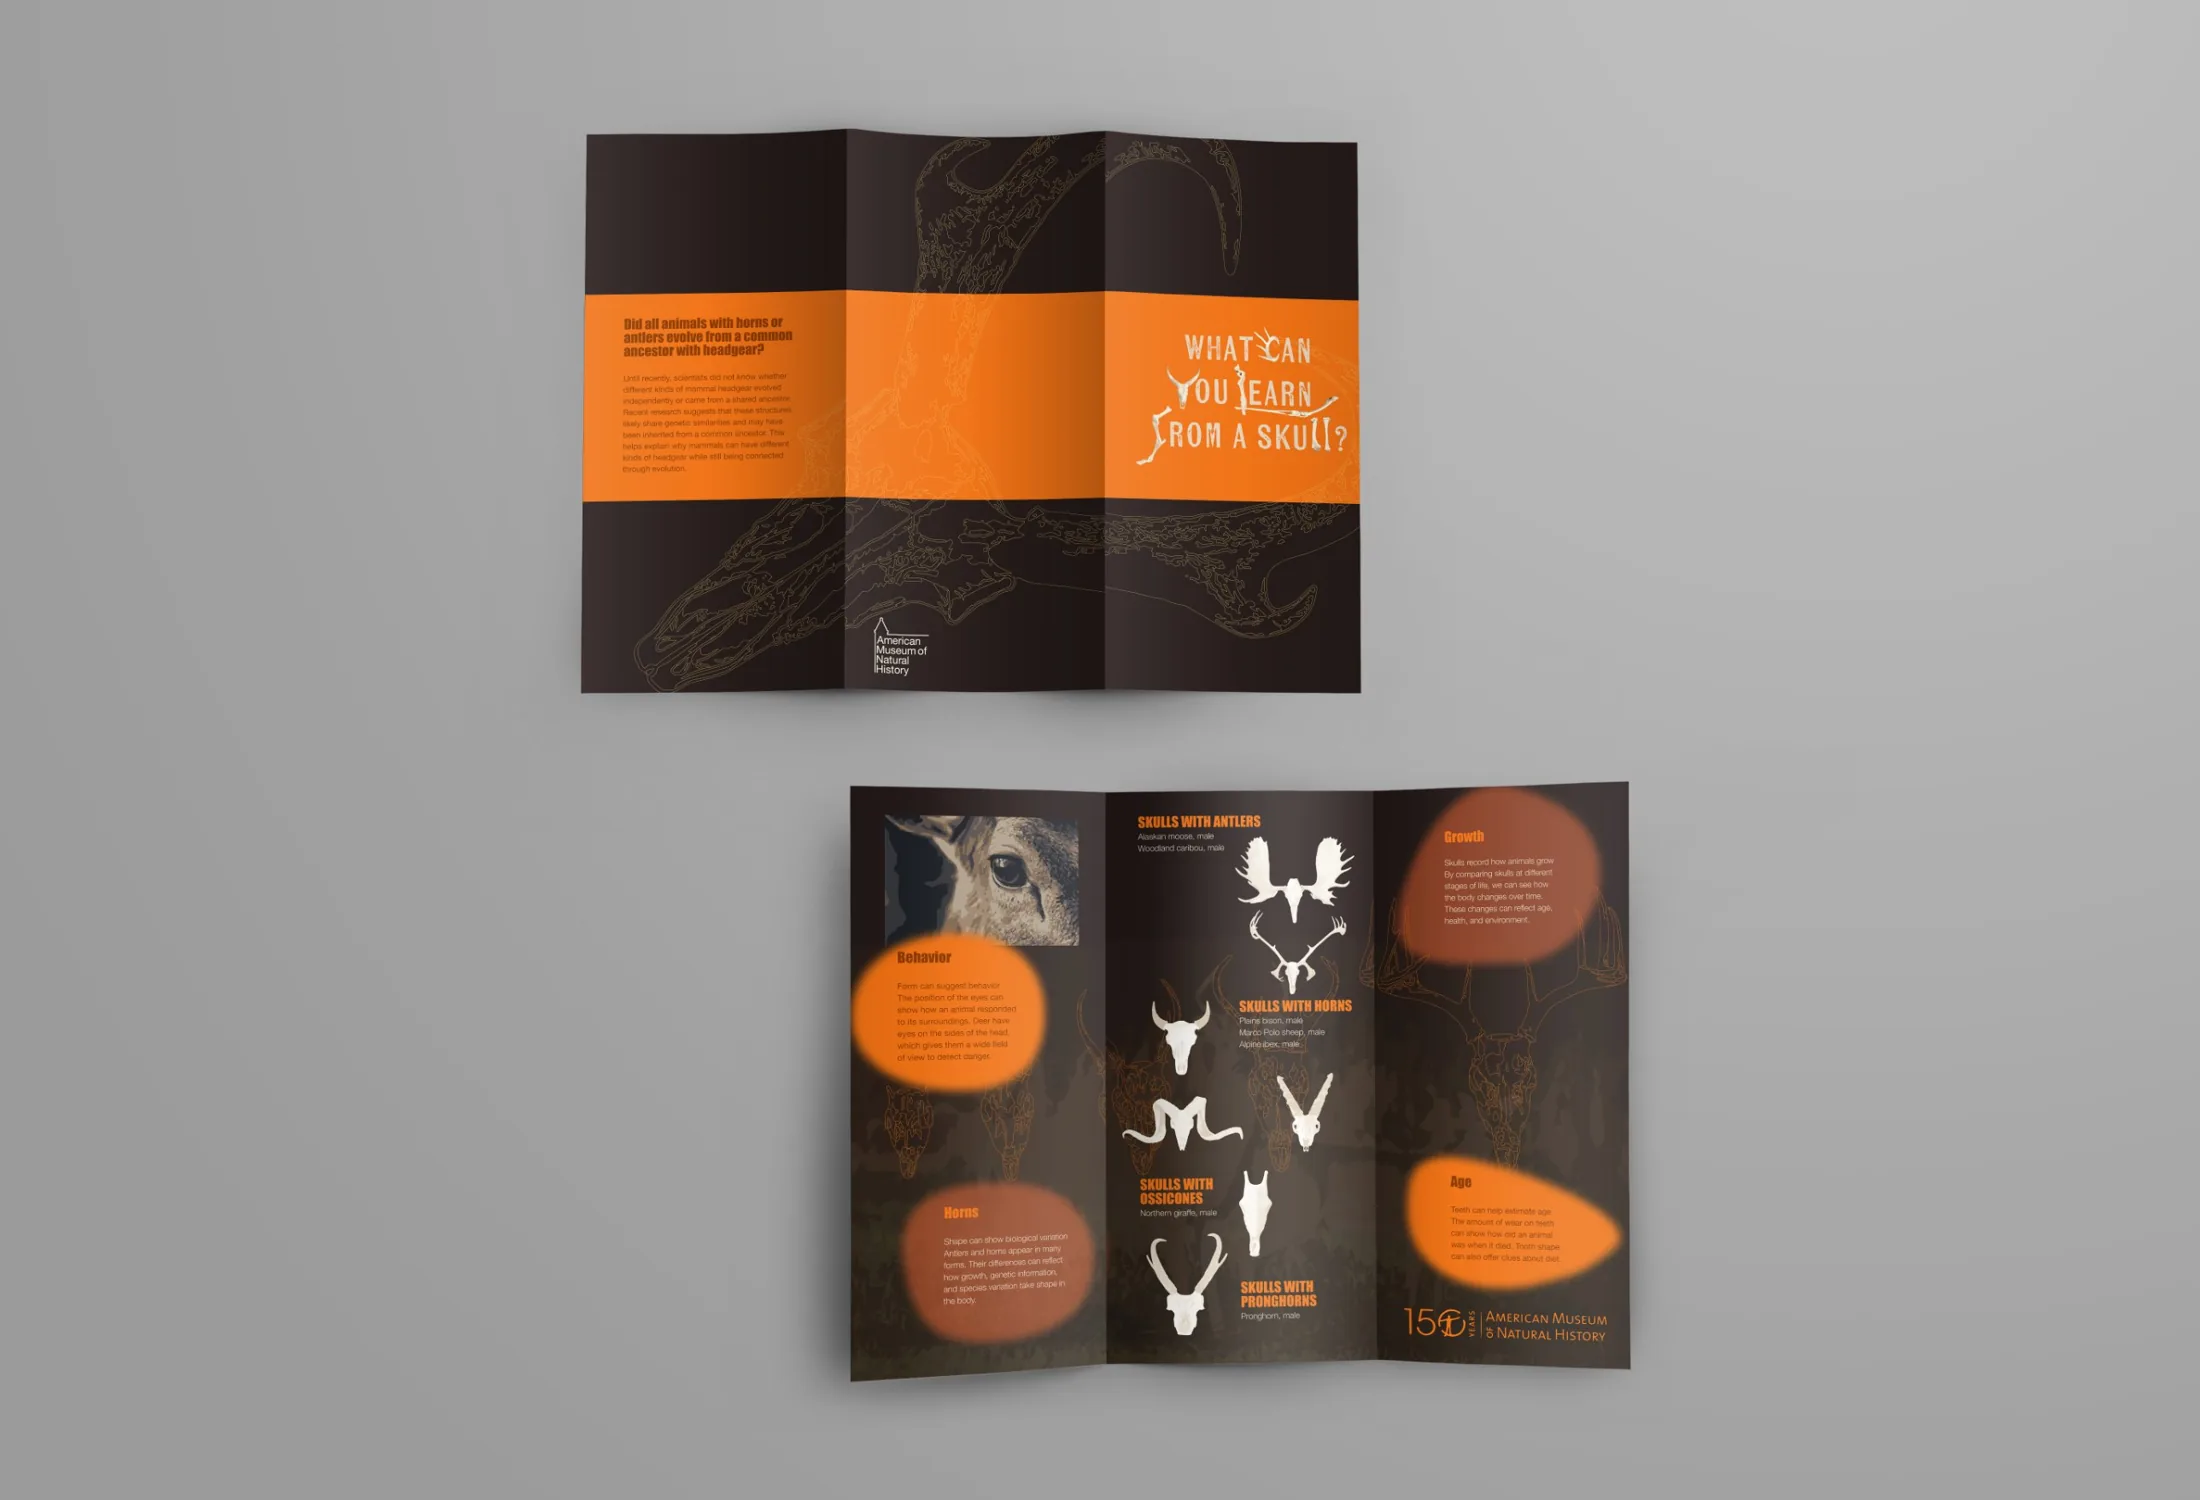 Did all animals with horns or
antlers evolve from a common
ancestor with headgear?
Until recently, scientists did not know whether
different kinds of mammal headgear evolved
independently or came from a shared ancestor.
Recent research suggests that these structures
likely share genetic similarities and may have
been inherited from a common ancestor. This
helps explain why mammals can have different
kinds of headgear while still being connected
through evolution.
American
Museum of
Natural
History
WHAT CAN
YOU LEARN
FROM A SKULL?
Behavior
Form can suggest behavior.
The position of the eyes can
show how an animal responded
to its surroundings. Deer have
eyes on the sides of the head,
which gives them a wide field
of view to detect danger.
Horns
Shape can show biological variation
Antlers and horns appear in many
forms. Their differences can reflect
how growth, genetic information,
and species variation take shape in
the body.
SKULLS WITH ANTLERS
Alaskan moose, male
Woodland caribou, male
SKULLS WITH HORNS
Plains bison, male
Marco Polo sheep, male
Alpine ibex, male
SKULLS WITH
OSSICONES
Northern giraffe, male
SKULLS WITH
PRONGHORNS
Pronghorn, male
Growth
Skulls record how animals grow
By comparing skulls at different
stages of life, we can see how
the body changes over time.
These changes can reflect age,
health, and environment.
Age
Teeth can help estimate age
The amount of wear on teeth
can show how old an animal
was when it died. Tooth shape
can also offer clues about diet.
150 YEARS
AMERICAN MUSEUM
OF NATURAL HISTORY